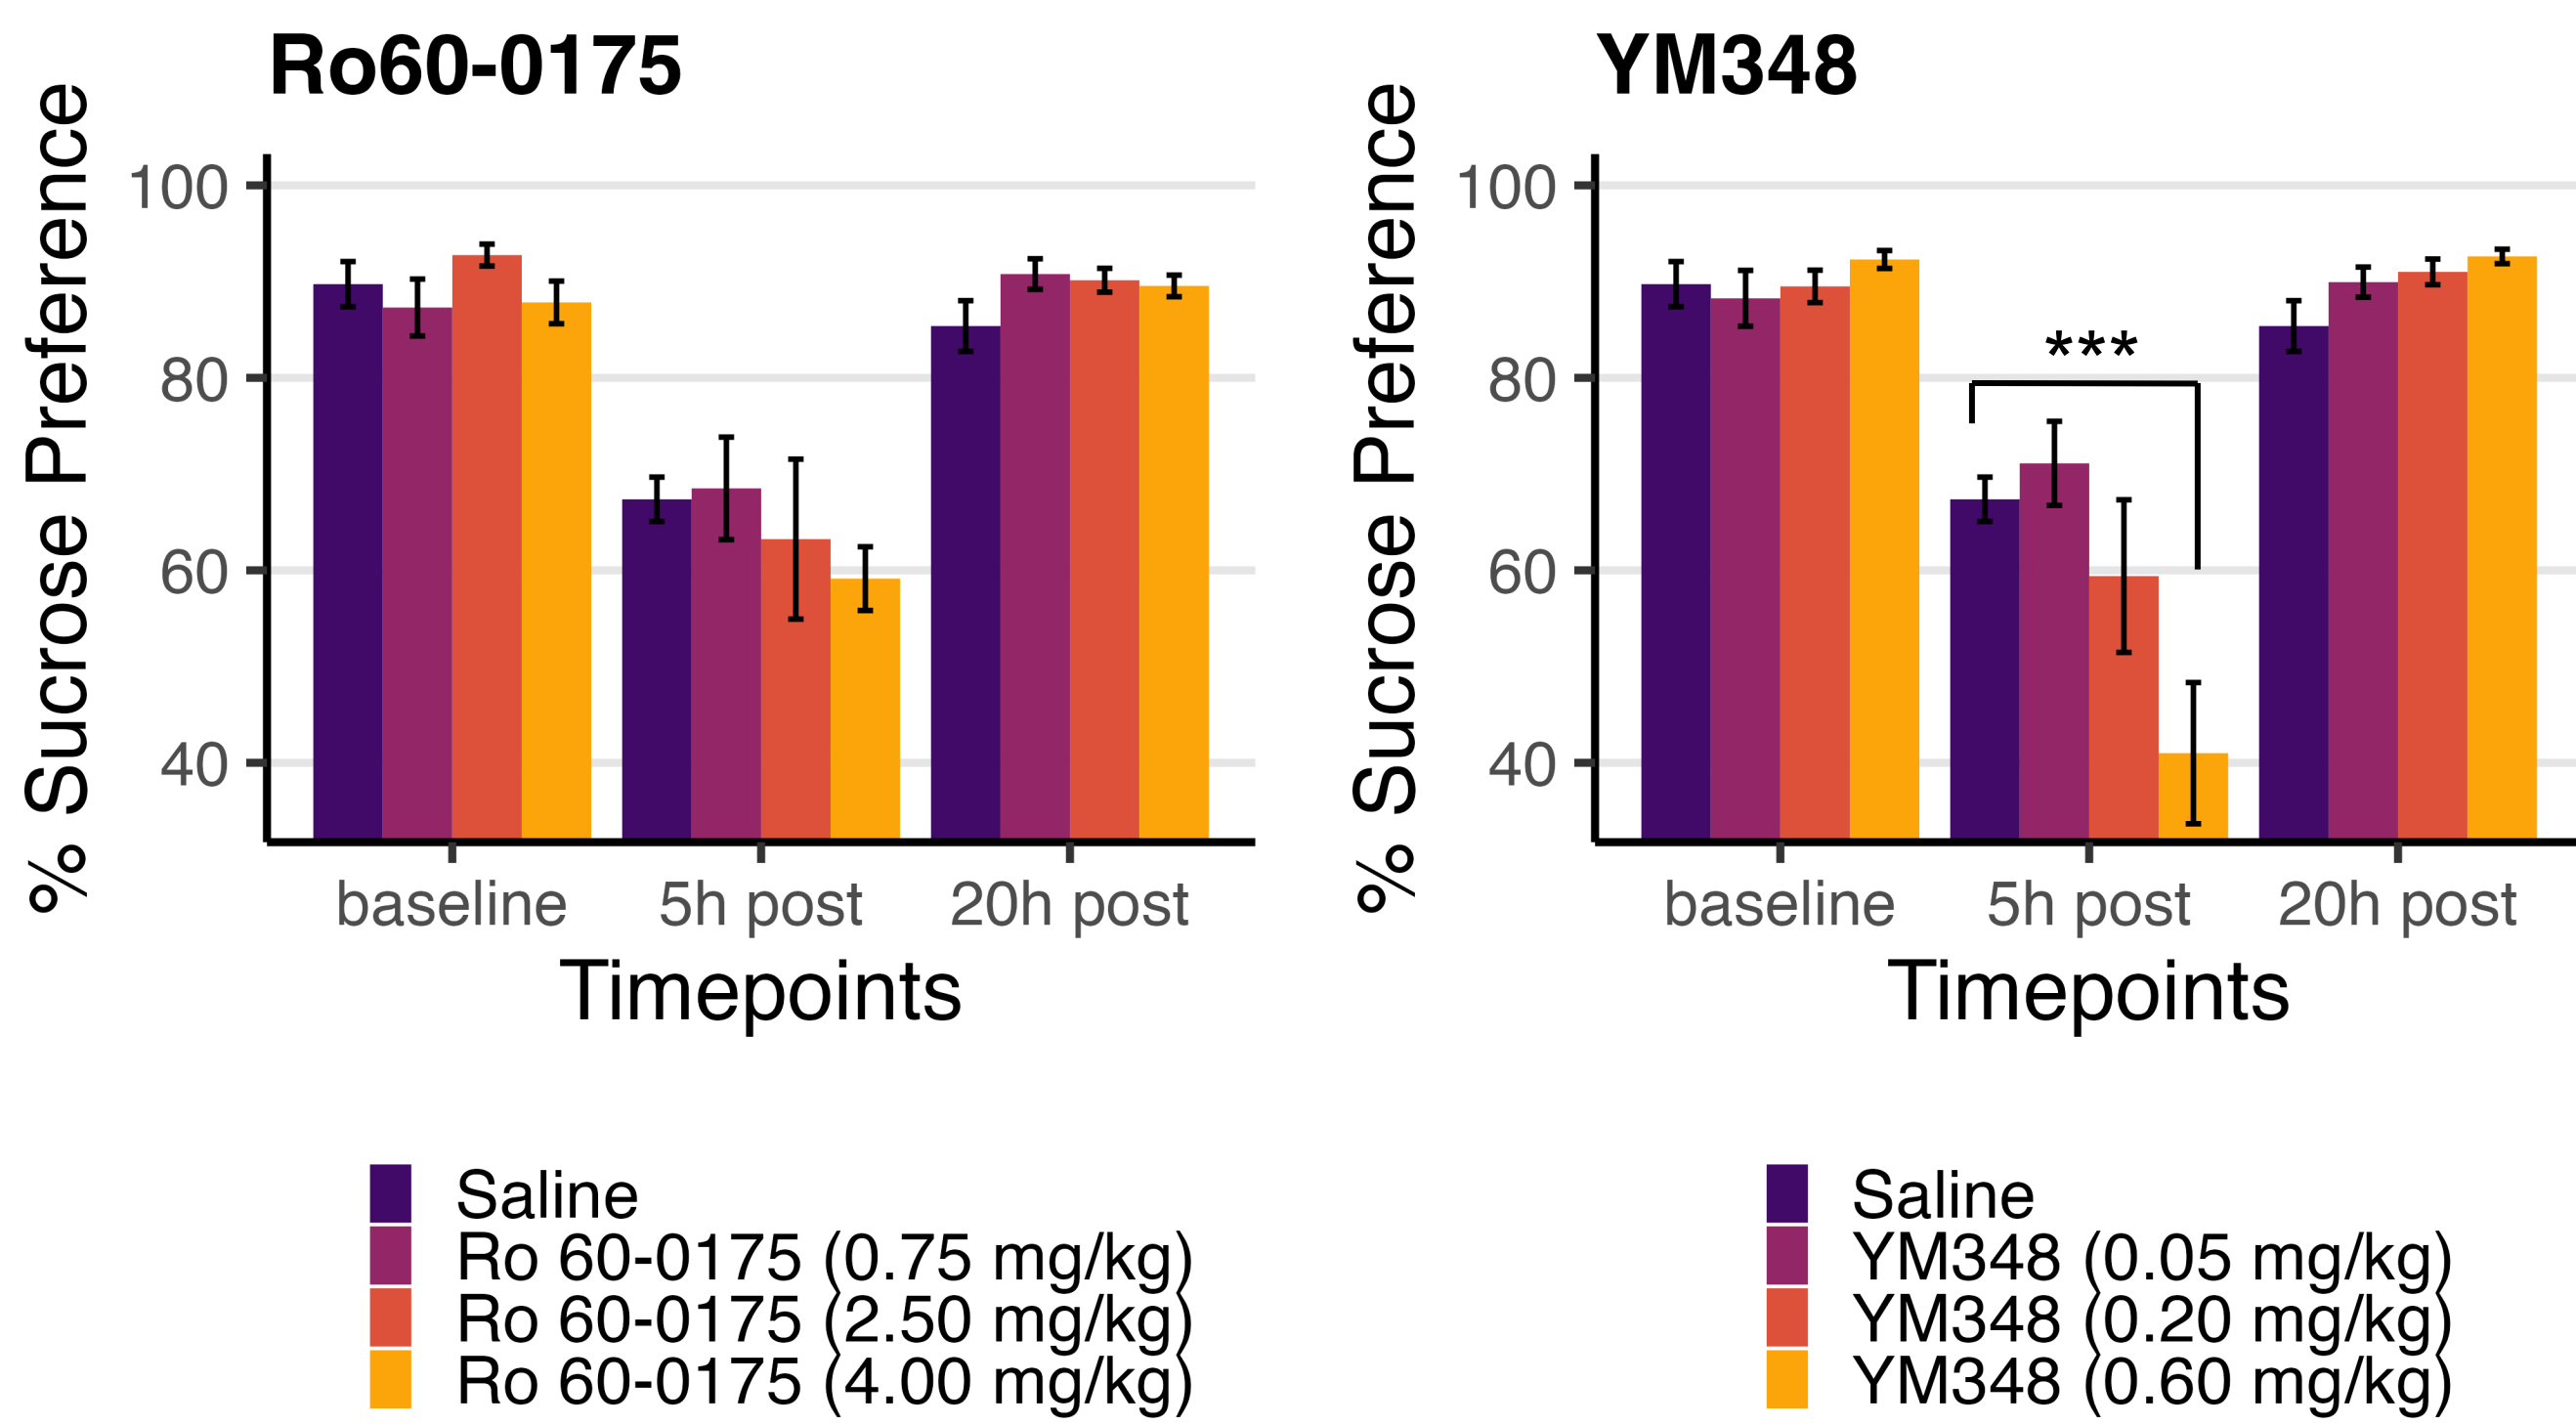 Ro60-0175
% Sucrose Preference
100
80
60
40
baseline
5h post
20h post
Timepoints
Saline
Ro 60-0175 (0.75 mg/kg)
Ro 60-0175 (2.50 mg/kg)
Ro 60-0175 (4.00 mg/kg)
YM348
% Sucrose Preference
100
80
60
40
***
baseline
5h post
20h post
Timepoints
Saline
YM348 (0.05 mg/kg)
YM348 (0.20 mg/kg)
YM348 (0.60 mg/kg)